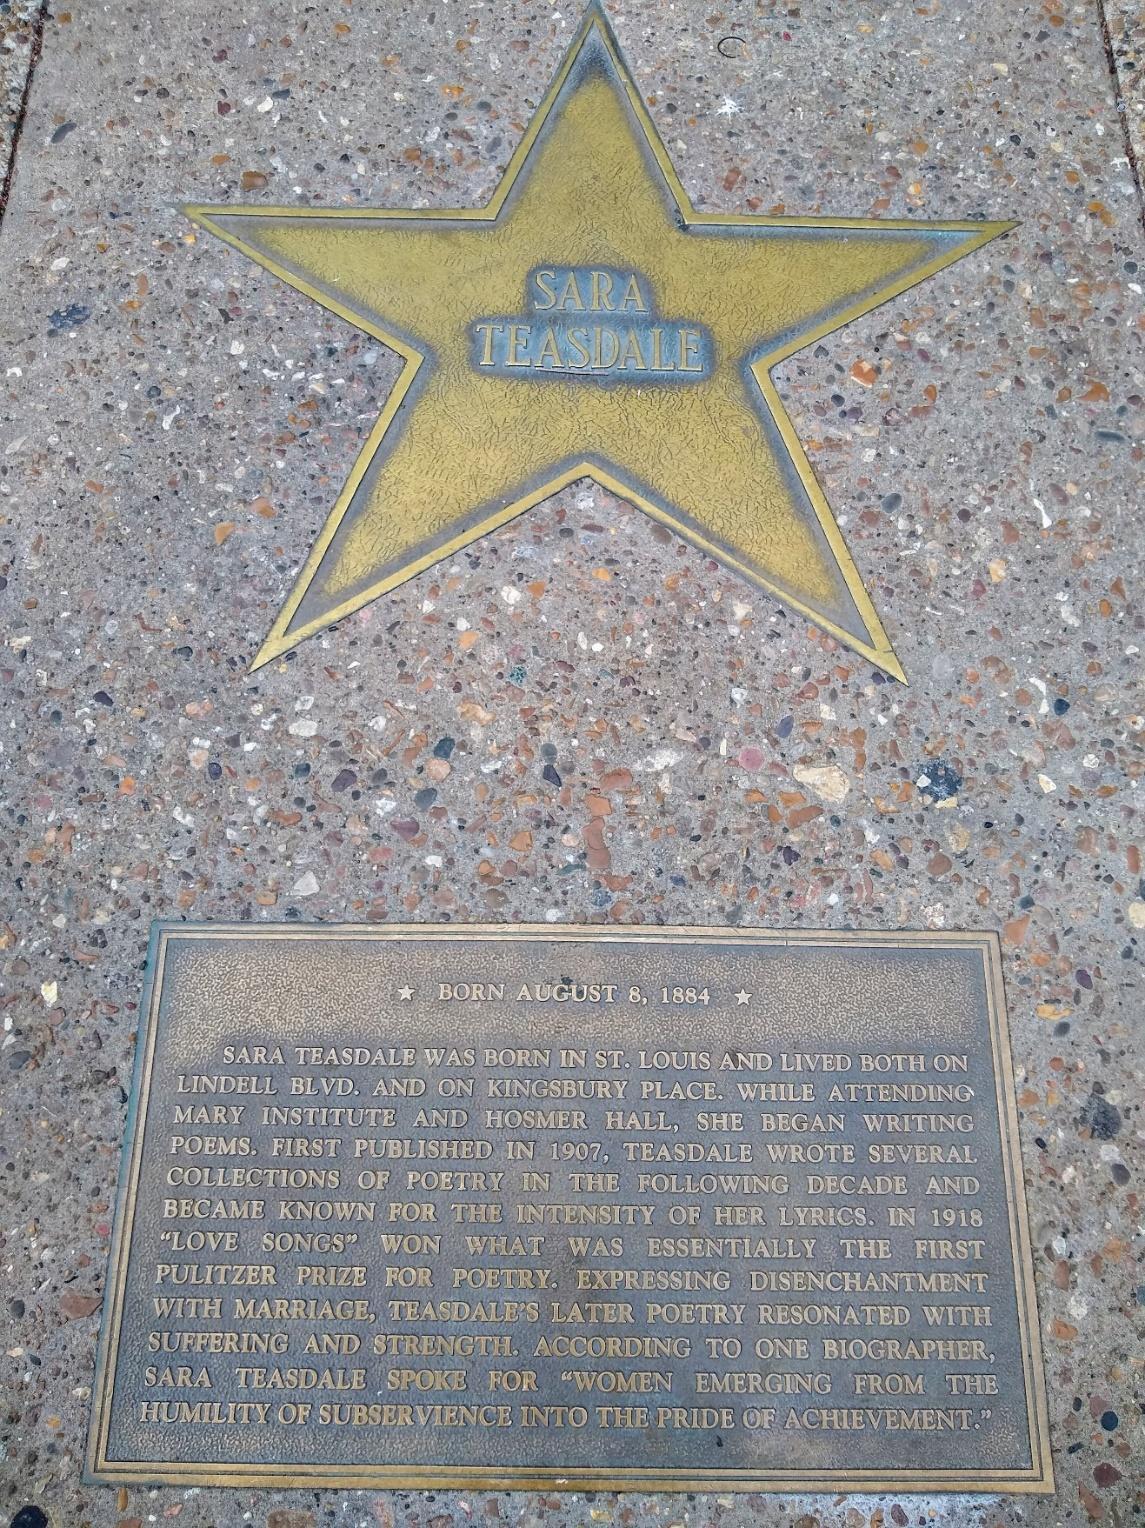 SARA
TEASDALE
★ BORN AUGUST 8, 1884 ★
SARA TEASDALE WAS BORN IN ST. LOUIS AND LIVED BOTH ON
LINDELL BLVD. AND ON KINGSBURY PLACE. WHILE ATTENDING
MARY INSTITUTE AND HOSMER HALL, SHE BEGAN WRITING
POEMS. FIRST PUBLISHED IN 1907, TEASDALE WROTE SEVERAL
COLLECTIONS OF POETRY IN THE FOLLOWING DECADE AND
BECAME KNOWN FOR THE INTENSITY OF HER LYRICS. IN 1918
“LOVE SONGS” WON WHAT WAS ESSENTIALLY THE FIRST
PULITZER PRIZE FOR POETRY. EXPRESSING DISENCHANTMENT
WITH MARRIAGE, TEASDALE’S LATER POETRY RESONATED WITH
SUFFERING AND STRENGTH. ACCORDING TO ONE BIOGRAPHER,
SARA TEASDALE SPOKE FOR “WOMEN EMERGING FROM THE
HUMILITY OF SUBSERVIENCE INTO THE PRIDE OF ACHIEVEMENT.”